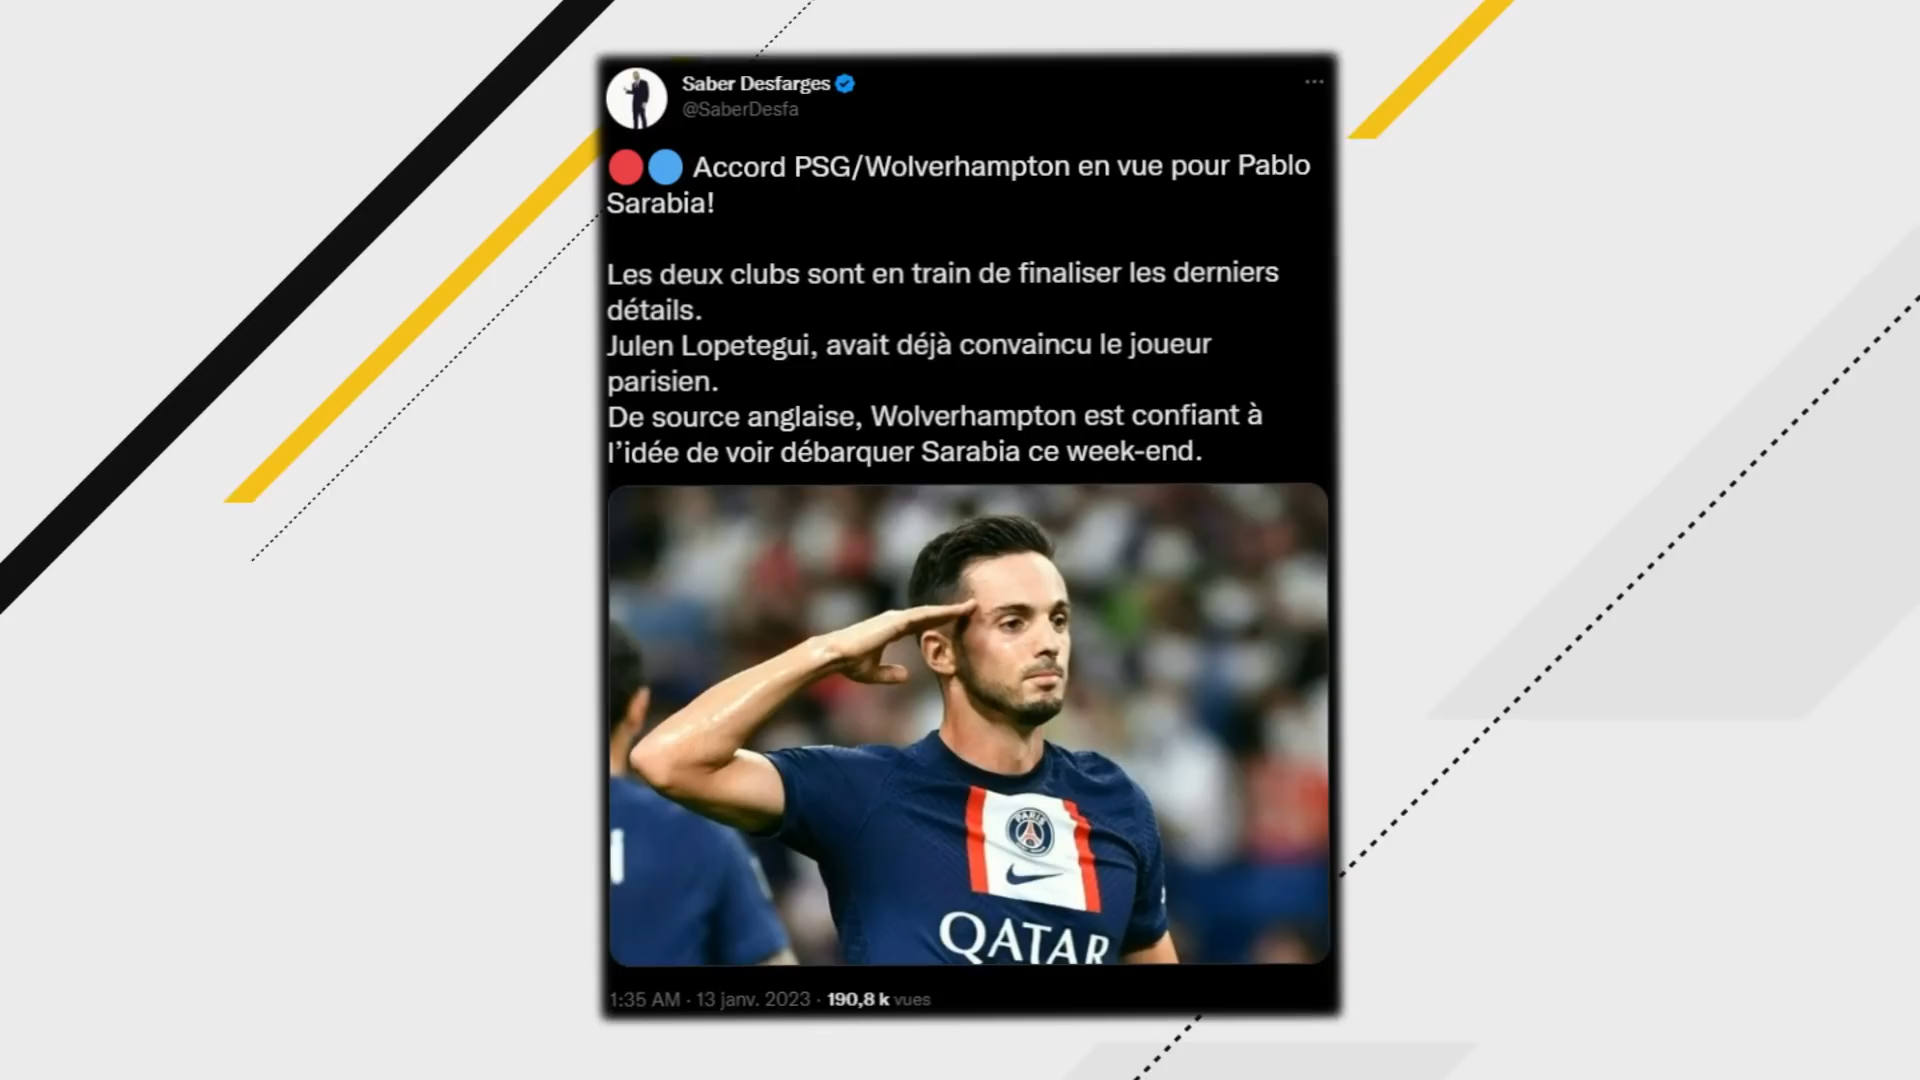 Saber Desfarges
@SaberDesfa
Accord PSG/Wolverhampton en vue pour Pablo
Sarabia!
Les deux clubs sont en train de finaliser les derniers
détails.
Julen Lopetegui, avait déjà convaincu le joueur
parisien.
De source anglaise, Wolverhampton est confiant à
l’idée de voir débarquer Sarabia ce week-end.
PARIS
QATAR
1:35 AM · 13 janv. 2023 · 190,8 k vues